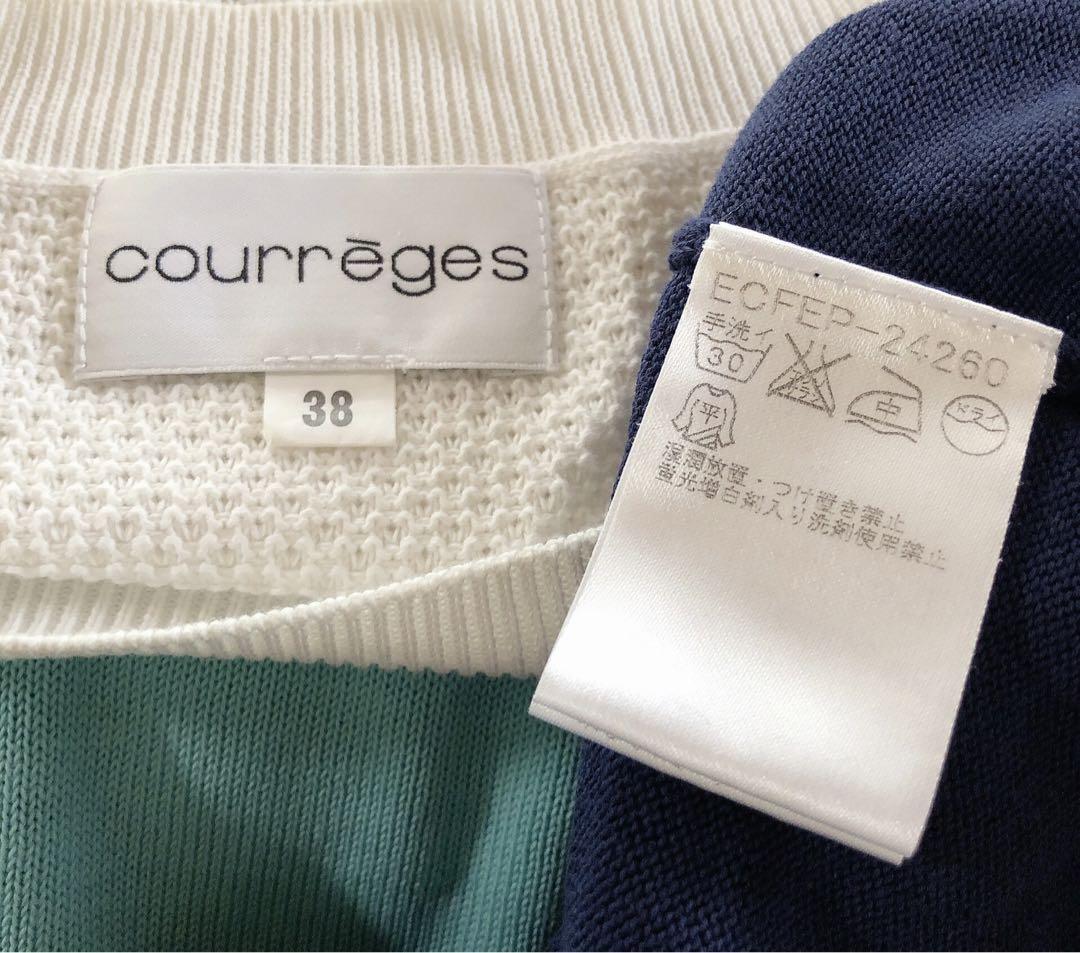 courrēges
38
ECFEP-24260
手洗イ
30
中
ドライ
平
浸漬放置・つけ置き禁止
蛍光増白剤入り洗剤使用禁止